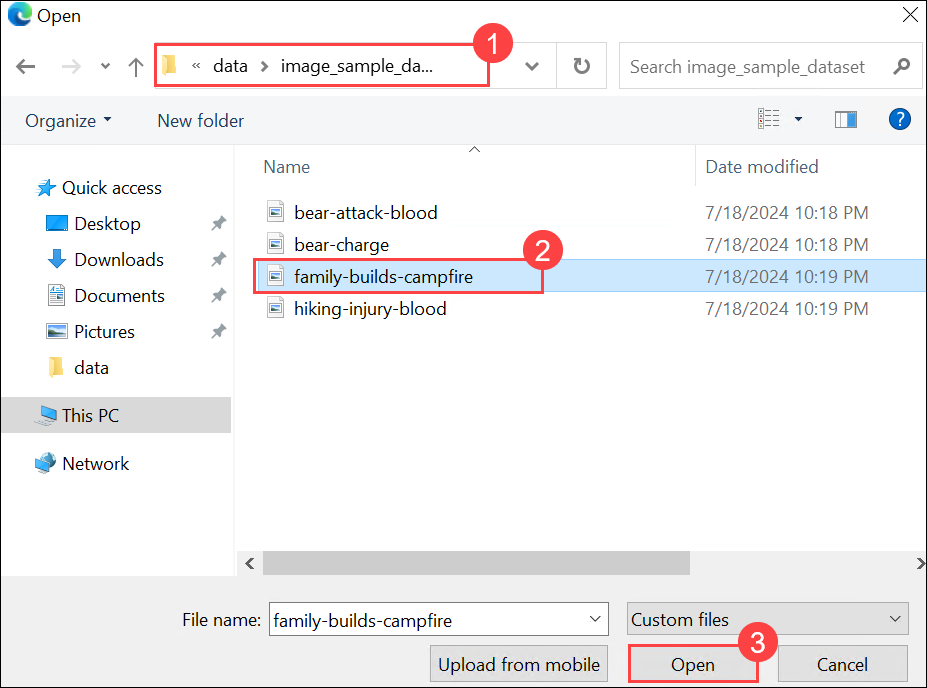 Open
1
« data > image_sample_da...
Search image_sample_dataset
Organize
New folder
?
Name
Date modified
Quick access
Desktop
Downloads
Documents
Pictures
data
This PC
Network
bear-attack-blood 7/18/2024 10:18 PM
bear-charge 7/18/2024 10:18 PM
2
family-builds-campfire 7/18/2024 10:19 PM
hiking-injury-blood 7/18/2024 10:19 PM
File name: family-builds-campfire
Custom files
3
Upload from mobile
Open
Cancel